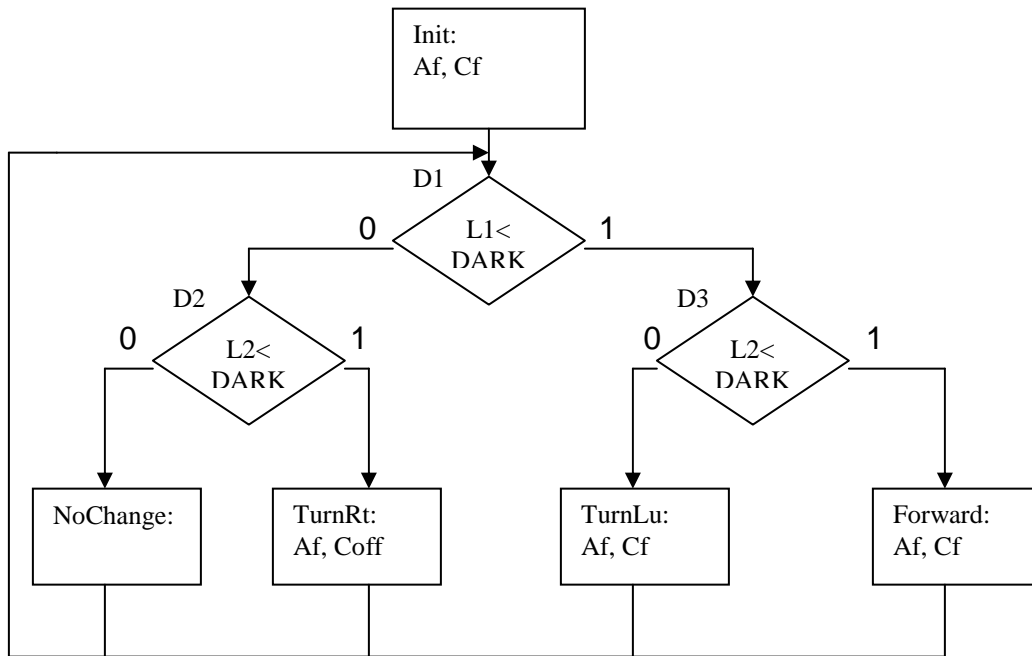 Init:
Af, Cf
D1
0
L1<
DARK
1
D2
0
L2<
DARK
1
D3
0
L2<
DARK
1
NoChange:
TurnRt:
Af, Coff
TurnLu:
Af, Cf
Forward:
Af, Cf